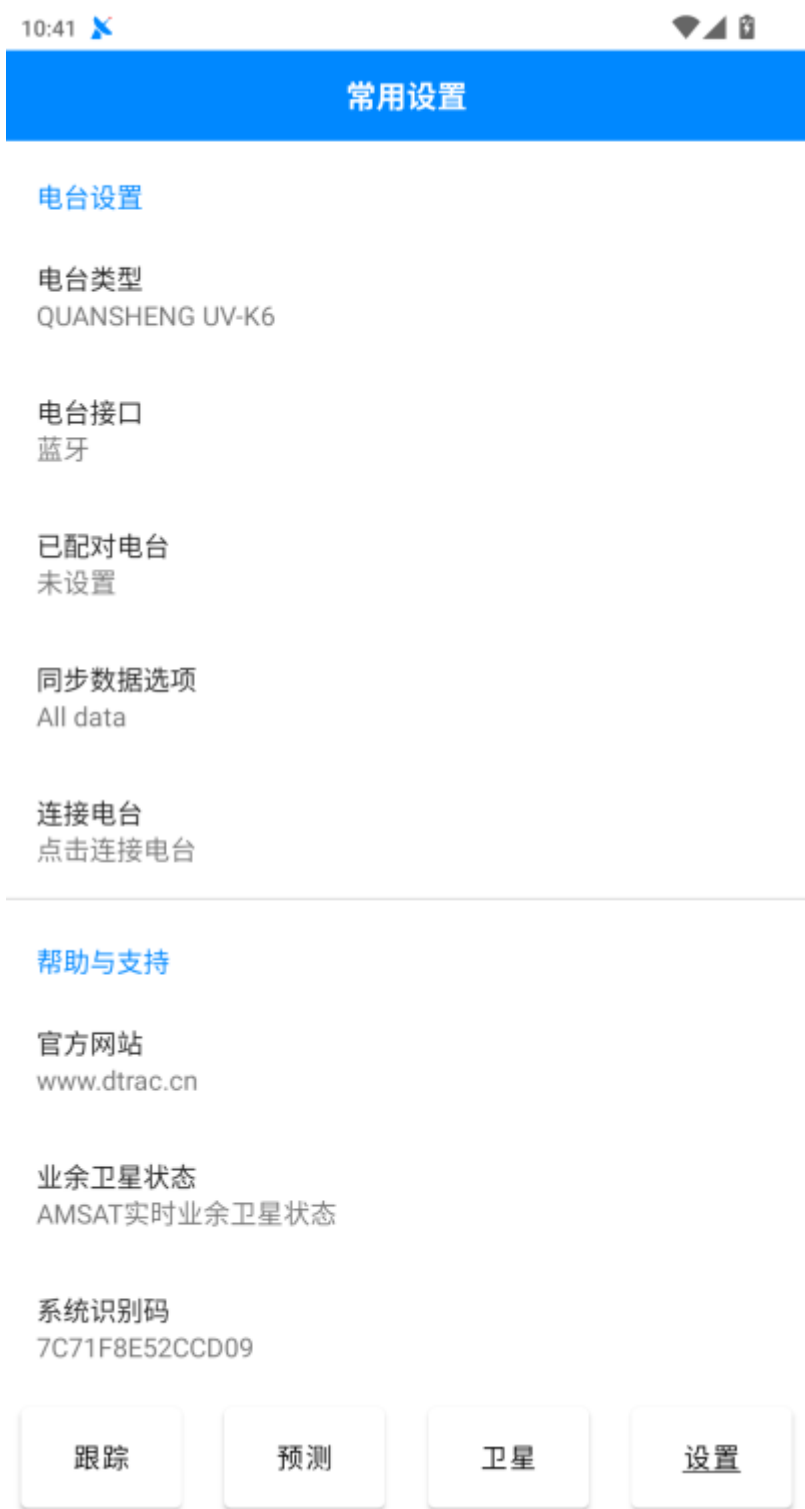 10:41
常用设置
电台设置
电台类型
QUANSHENG UV-K6
电台接口
蓝牙
已配对电台
未设置
同步数据选项
All data
连接电台
点击连接电台
帮助与支持
官方网站
www.dtrac.cn
业余卫星状态
AMSAT实时业余卫星状态
系统识别码
7C71F8E52CCD09
跟踪 预测 卫星 设置